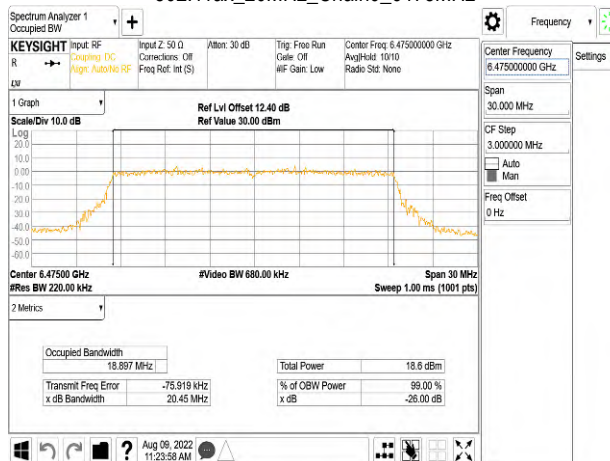 Spectrum Analyzer 1
Occupied BW
KEYSIGHT
R
Input: RF
Coupling: DC
Align: Auto/No RF
Input Z: 50 Ω
Corrections: Off
Freq Ref: Int (S)
Atten: 30 dB
Trig: Free Run
Gate: Off
#IF Gain: Low
Center Freq: 6.475000000 GHz
Avg|Hold: 10/10
Radio Std: None
1 Graph
Scale/Div 10.0 dB
Ref Lvl Offset 12.40 dB
Ref Value 30.00 dBm
Log
20.0
10.0
0.00
-10.0
-20.0
-30.0
-40.0
-50.0
-60.0
Center 6.47500 GHz
#Video BW 680.00 kHz
Span 30 MHz
#Res BW 220.00 kHz
Sweep 1.00 ms (1001 pts)
2 Metrics
Occupied Bandwidth
18.897 MHz
Total Power
18.6 dBm
Transmit Freq Error
-75.919 kHz
% of OBW Power
99.00 %
x dB Bandwidth
20.45 MHz
x dB
-26.00 dB
Aug 09, 2022
11:23:58 AM
Frequency
Settings
Center Frequency
6.475000000 GHz
Span
30.000 MHz
CF Step
3.000000 MHz
Auto
Man
Freq Offset
0 Hz